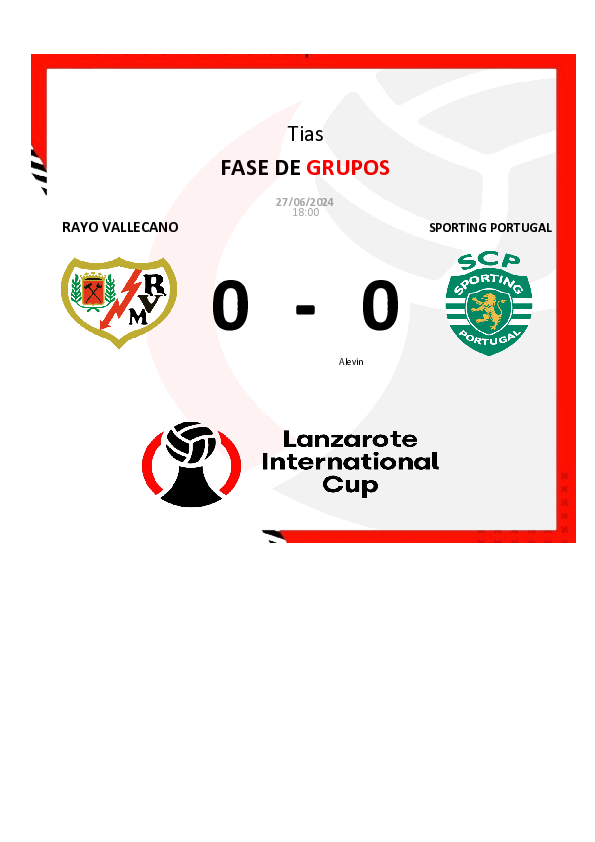 Tias
FASE DE GRUPOS
27/06/2024
18:00
RAYO VALLECANO
SPORTING PORTUGAL
RVM
SCP
SPORTING
PORTUGAL
0 - 0
Alevin
Lanzarote
International
Cup